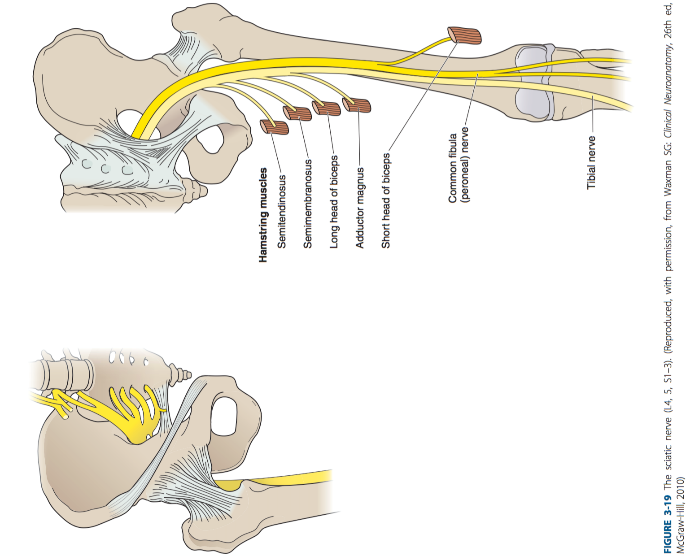 Hamstring muscles
Semitendinosus
Semimembranosus
Long head of biceps
Adductor magnus
Short head of biceps
Common fibula
(peroneal) nerve
Tibial nerve
FIGURE 3-19 The sciatic nerve (L4, 5, S1–3). (Reproduced, with permission, from Waxman SG: Clinical Neuroanatomy, 26th ed,
McGraw-Hill, 2010)